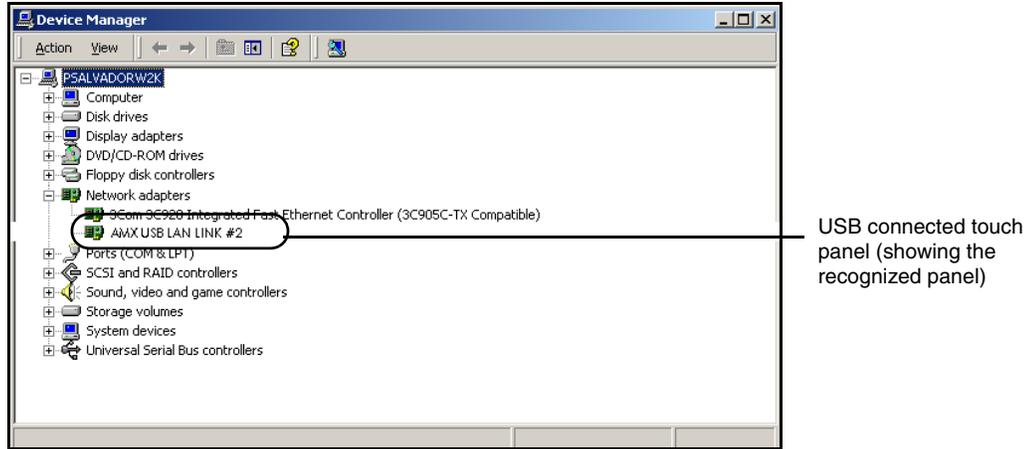 Device Manager
Action View
PSALVADORW2K
Computer
Disk drives
Display adapters
DVD/CD-ROM drives
Floppy disk controllers
Network adapters
3Com 3C920 Integrated Fast Ethernet Controller (3C905C-TX Compatible)
AMX USB LAN LINK #2
Ports (COM & LPT)
SCSI and RAID controllers
Sound, video and game controllers
Storage volumes
System devices
Universal Serial Bus controllers
USB connected touch
panel (showing the
recognized panel)